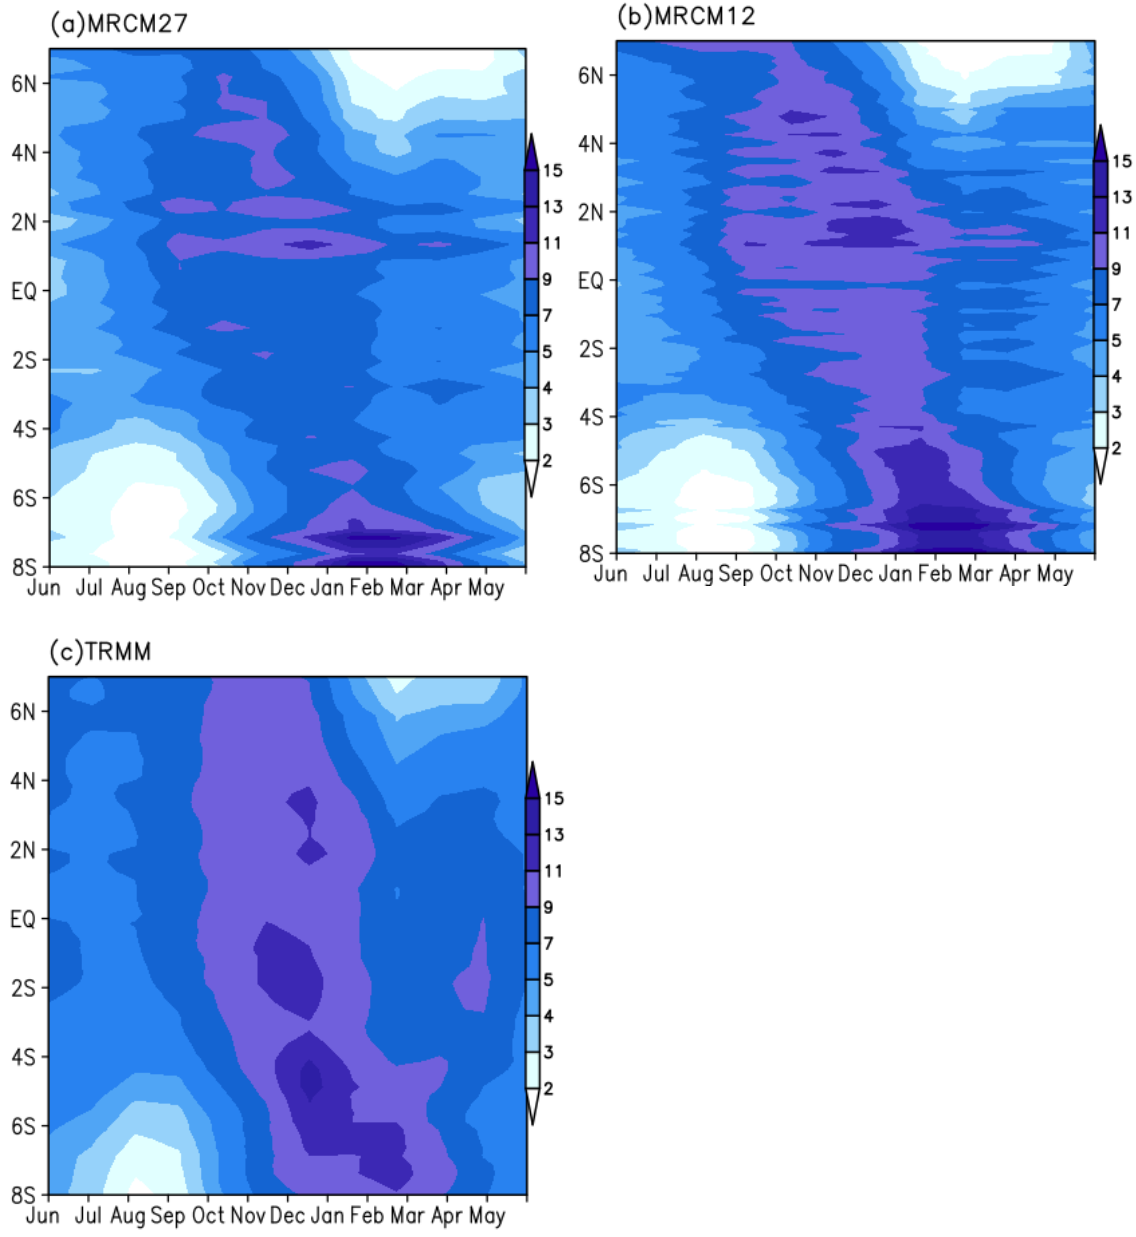 (a)MRCM27
6N
4N
2N
EQ
2S
4S
6S
8S
Jun Jul Aug Sep Oct Nov Dec Jan Feb Mar Apr May
15
13
11
9
7
5
4
3
2
(b)MRCM12
6N
4N
2N
EQ
2S
4S
6S
8S
Jun Jul Aug Sep Oct Nov Dec Jan Feb Mar Apr May
15
13
11
9
7
5
4
3
2
(c)TRMM
6N
4N
2N
EQ
2S
4S
6S
8S
Jun Jul Aug Sep Oct Nov Dec Jan Feb Mar Apr May
15
13
11
9
7
5
4
3
2